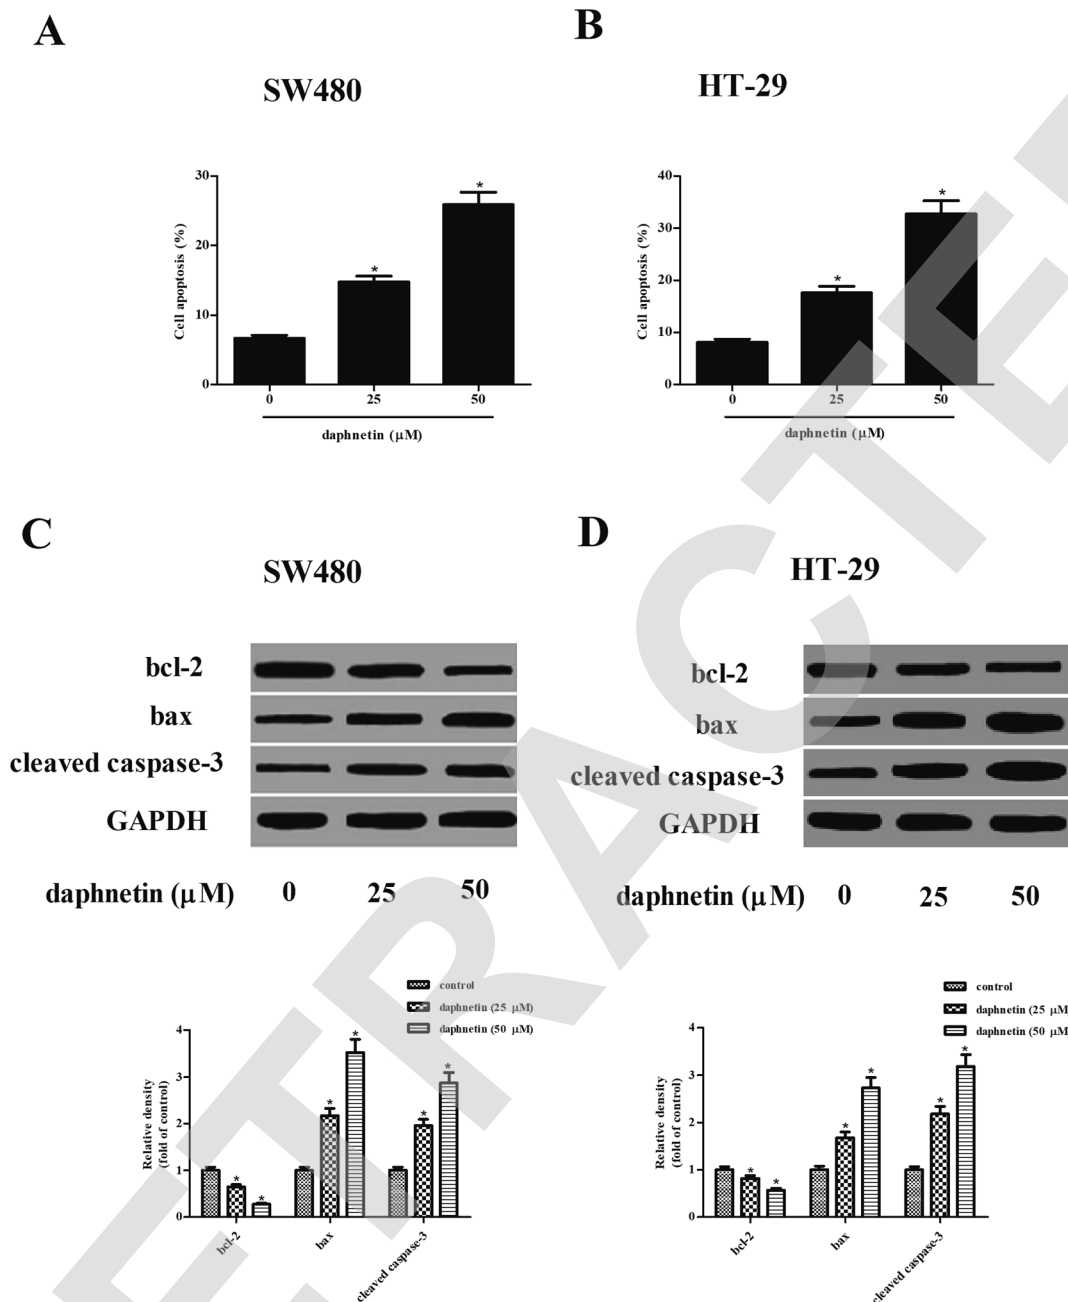 A
SW480
30
20
10
0
Cell apoptosis (%)
*
*
0
25
50
daphnetin (μM)
B
HT-29
40
30
20
10
0
Cell apoptosis (%)
*
*
0
25
50
daphnetin (μM)
C
SW480
bcl-2
bax
cleaved caspase-3
GAPDH
daphnetin (μM)
0
25
50
control
daphnetin (25 μM)
daphnetin (50 μM)
4
3
2
1
0
Relative density
(fold of control)
*
*
*
*
*
*
bcl-2
bax
cleaved caspase-3
D
HT-29
bcl-2
bax
cleaved caspase-3
GAPDH
daphnetin (μM)
0
25
50
control
daphnetin (25 μM)
daphnetin (50 μM
4
3
2
1
0
Relative density
(fold of control)
*
*
*
*
*
*
bcl-2
bax
cleaved caspase-3
ETRACTE